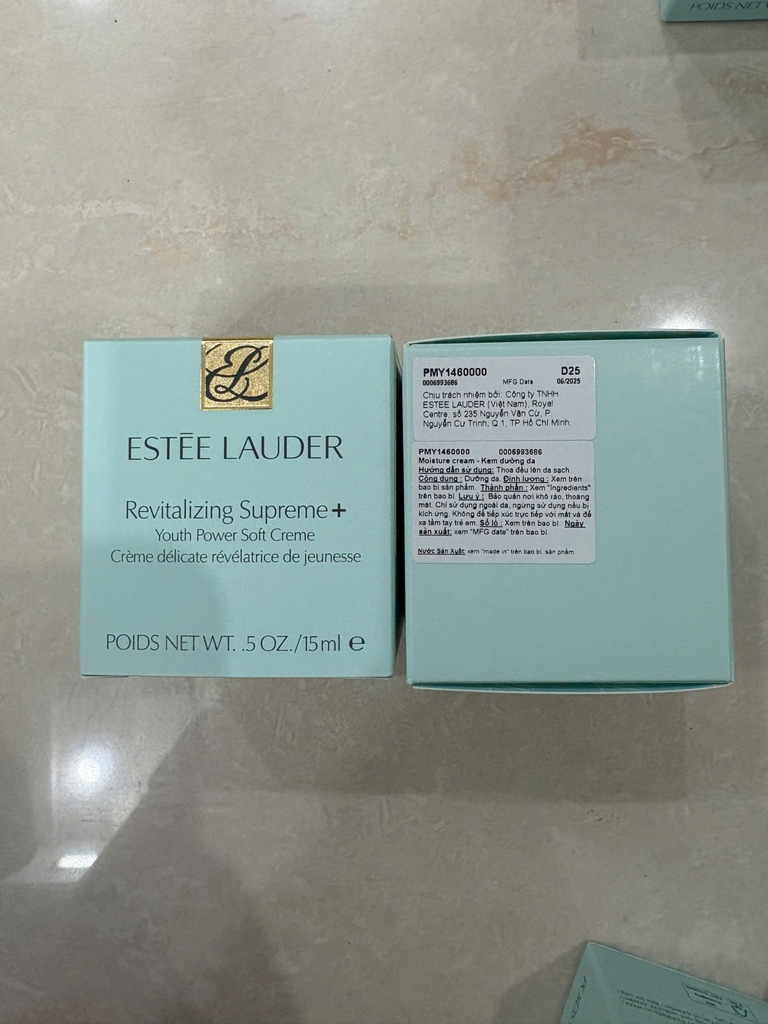 POIDS NET W
EL
ESTĒE LAUDER
Revitalizing Supreme+
Youth Power Soft Creme
Crème délicate révélatrice de jeunesse
POIDS NET WT. .5 OZ./15ml e
PMY1460000 D25
0006993686 MFG Date 06/2025
Chịu trách nhiệm bởi: Công ty TNHH
ESTEE LAUDER (Việt Nam), Royal
Centre, số 235 Nguyễn Văn Cừ, P
Nguyễn Cư Trinh, Q 1, TP.Hồ Chí Minh.
PMY1460000 0006993686
Moisture cream - Kem dưỡng da
Hướng dẫn sử dụng: Thoa đều lên da sạch.
Công dụng : Dưỡng da. Định lượng : Xem trên
bao bì sản phẩm. Thành phần : Xem "Ingredients"
trên bao bì. Lưu ý : Bảo quản nơi khô ráo, thoáng
mát. Chỉ sử dụng ngoài da, ngừng sử dụng nếu bị
kích ứng. Không để tiếp xúc trực tiếp với mắt và để
xa tầm tay trẻ em. Số lô : Xem trên bao bì. Ngày
sản xuất: xem "MFG date" trên bao bì.
Nước Sản Xuất: xem "made in" trên bao bì, sản phẩm